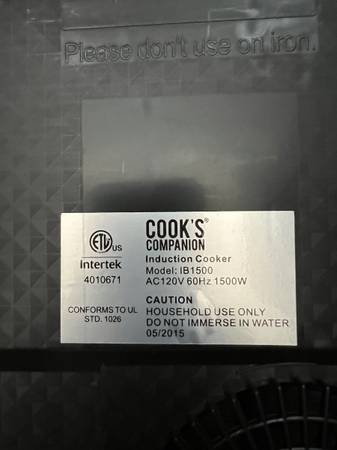 Please don't use on iron.
COOK'S®
COMPANION
Induction Cooker
Model: IB1500
AC120V 60Hz 1500W
ETL US
Intertek
4010671
CONFORMS TO UL
STD. 1026
CAUTION
HOUSEHOLD USE ONLY
DO NOT IMMERSE IN WATER
05/2015